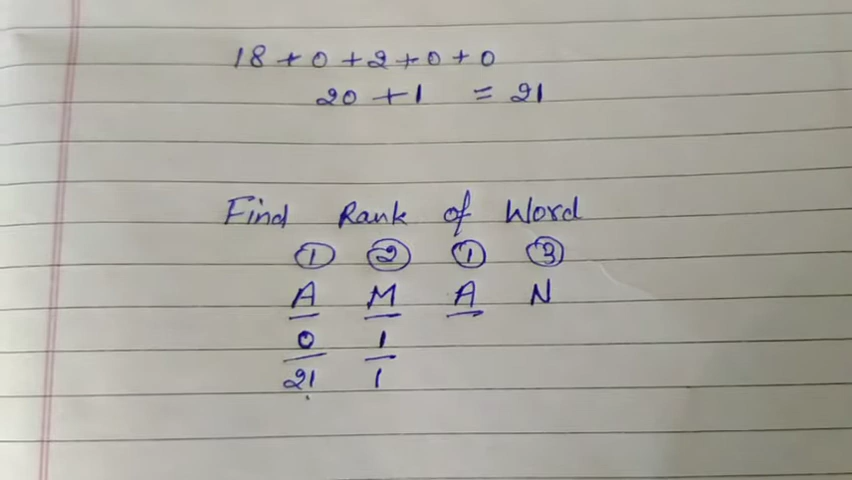 18 + 0 + 2 + 0 + 0
20 + 1 = 21
Find Rank of Word
1 2 1 3
A M A N
0 1
21 1